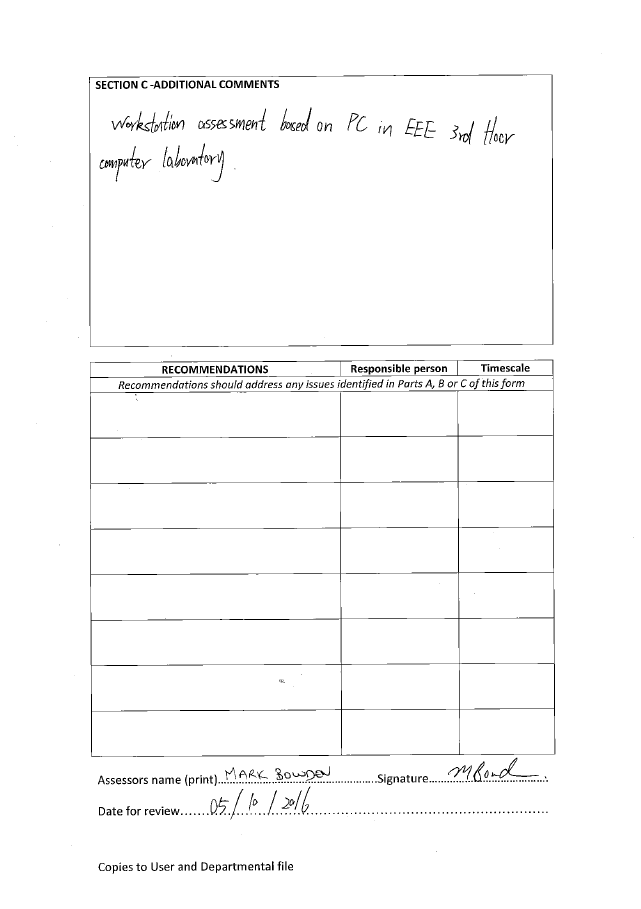 SECTION C -ADDITIONAL COMMENTS
Workstation assessment based on PC in EEE 3rd floor
computer laboratory.
RECOMMENDATIONS Responsible person Timescale
Recommendations should address any issues identified in Parts A, B or C of this form
Assessors name (print) MARK BOWDEN Signature
Date for review 05/10/2016
Copies to User and Departmental file